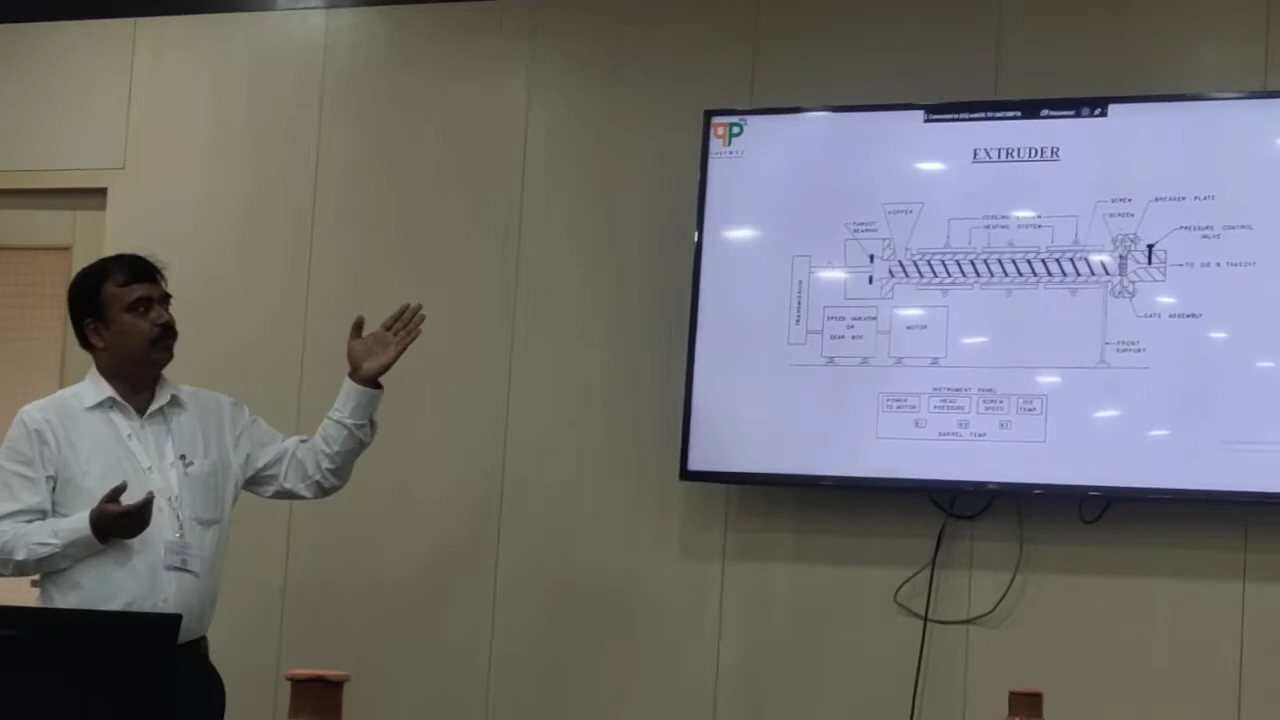 EXTRUDER
HOPPER
THRUST
BEARING
COOLING
HEATING SYSTEM
SCREW
SCREEN
BREAKER PLATE
PRESSURE CONTROL
VALVE
TO DIE & TAKEOFF
GATE ASSEMBLY
FRONT
SUPPORT
TRANSMISSION
SPEED VARIATOR
OR
GEAR BOX
MOTOR
INSTRUMENT PANEL
POWER
TO MOTOR
HEAD
PRESSURE
SCREW
SPEED
DIE
TEMP
BARREL TEMP